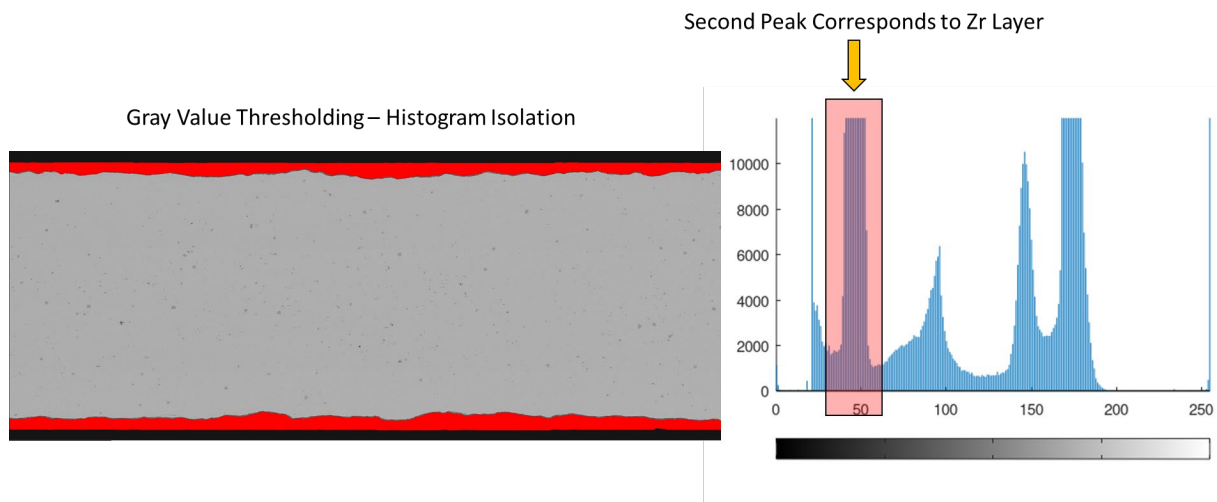 Second Peak Corresponds to Zr Layer
Gray Value Thresholding – Histogram Isolation
10000
8000
6000
4000
2000
0
0 50 100 150 200 250